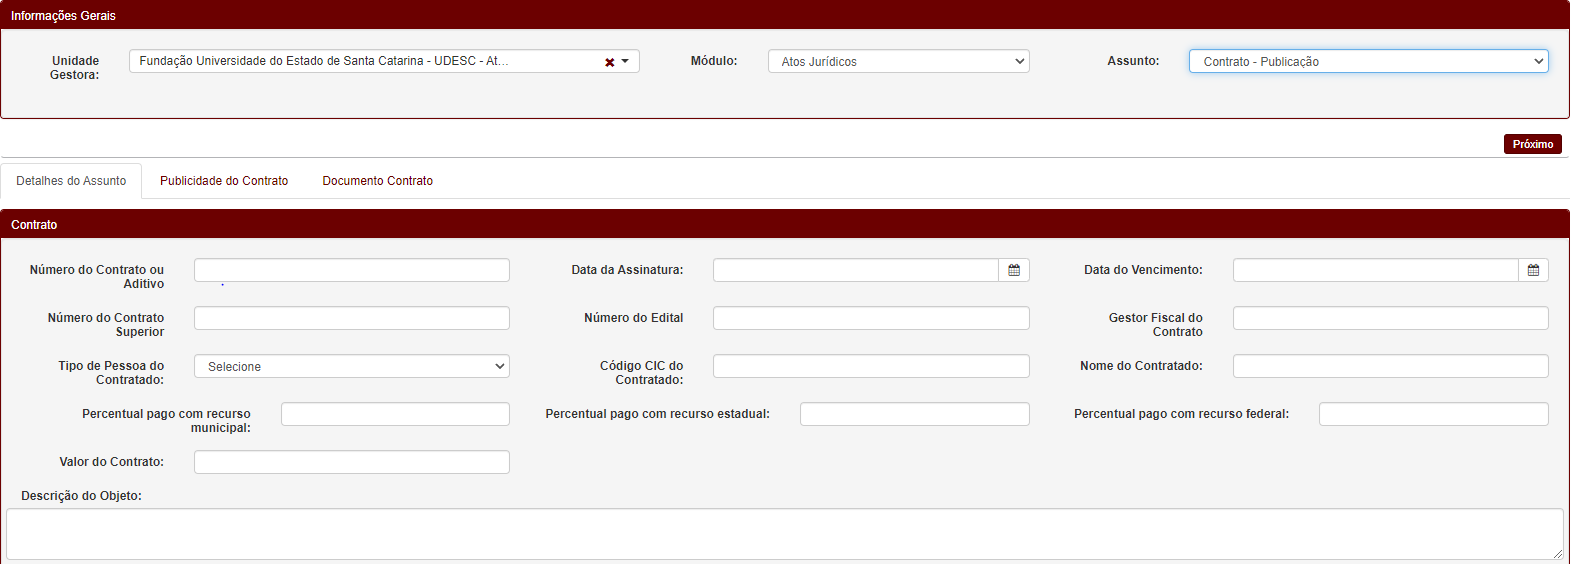 Informações Gerais
Unidade Gestora: Fundação Universidade do Estado de Santa Catarina - UDESC - At... Módulo: Atos Jurídicos Assunto: Contrato - Publicação
Próximo
Detalhes do Assunto Publicidade do Contrato Documento Contrato
Contrato
Número do Contrato ou Aditivo Data da Assinatura: Data do Vencimento:
Número do Contrato Superior Número do Edital Gestor Fiscal do Contrato
Tipo de Pessoa do Contratado: Selecione Código CIC do Contratado: Nome do Contratado:
Percentual pago com recurso municipal: Percentual pago com recurso estadual: Percentual pago com recurso federal:
Valor do Contrato:
Descrição do Objeto: